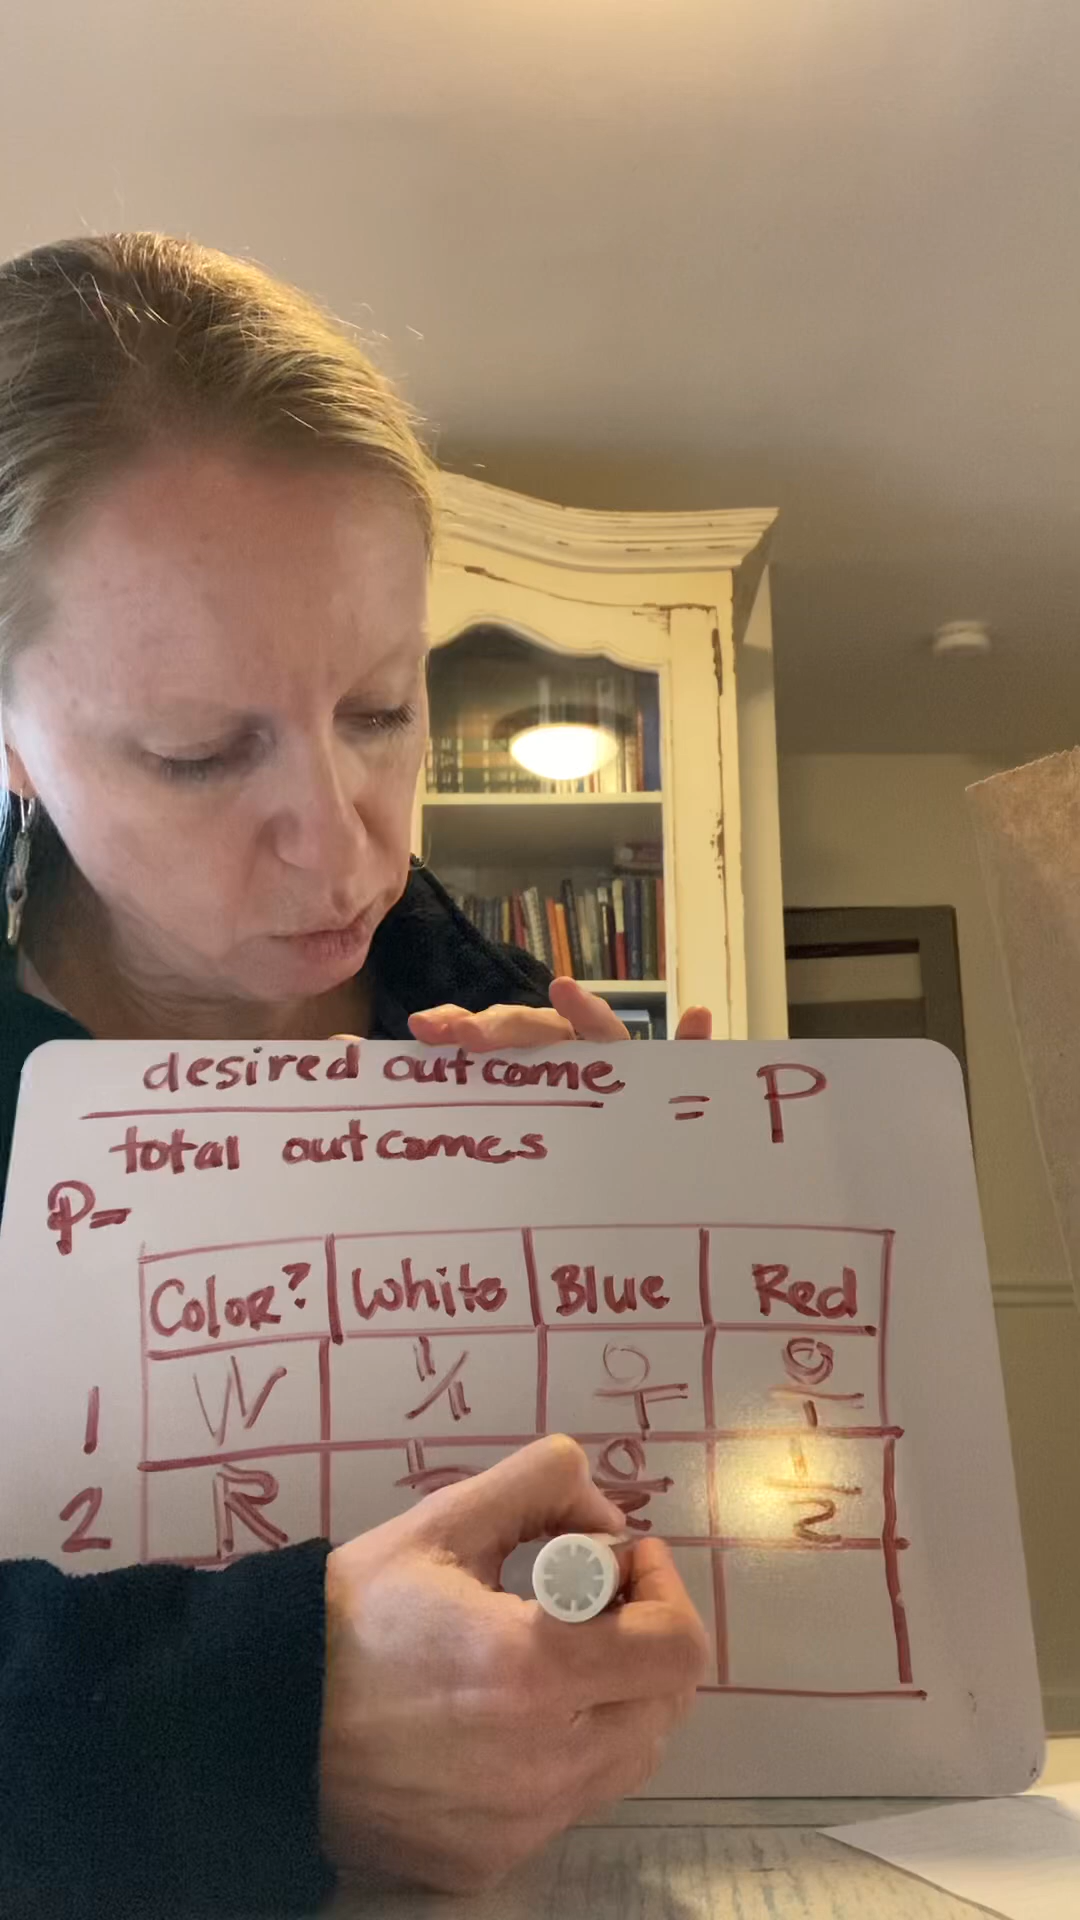 desired outcome
total outcomes
= P
P=
Color? White Blue Red
1 W 1/1 0/1 0/1
2 R 0/2 1/2